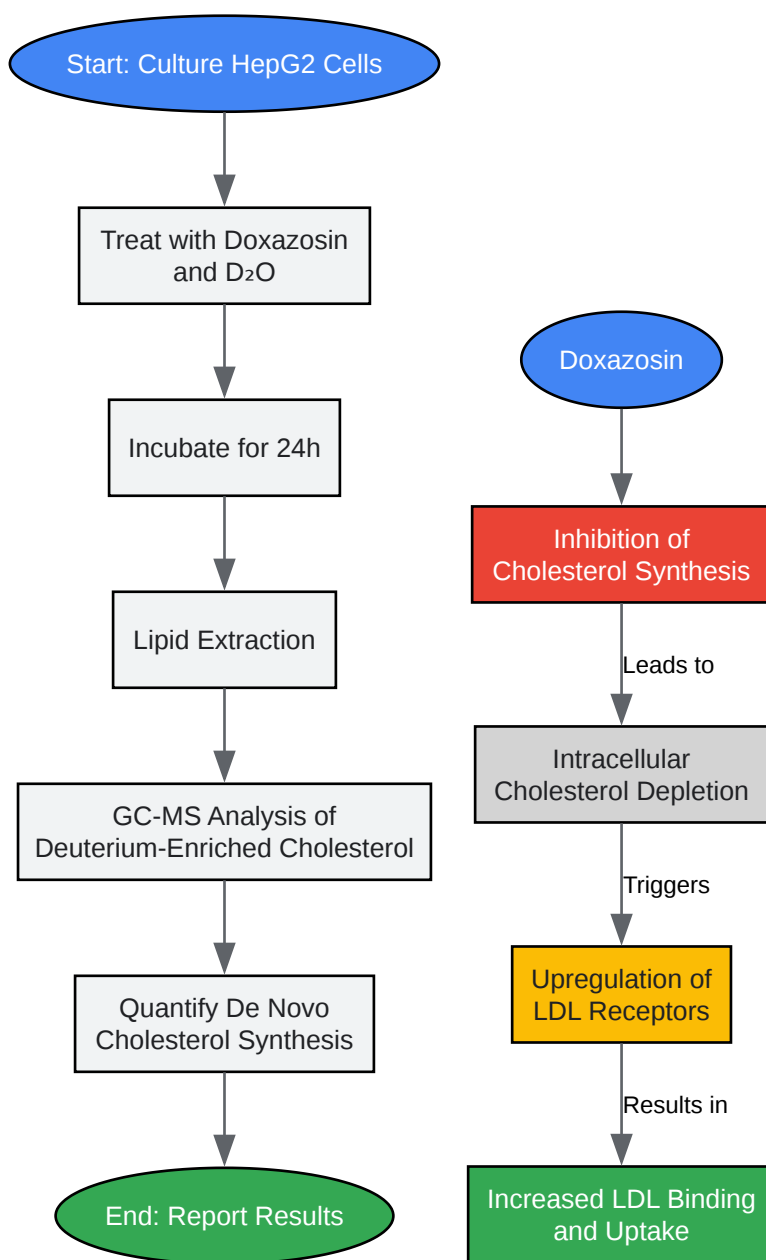 Start: Culture HepG2 Cells
Treat with Doxazosin
and D₂O
Incubate for 24h
Lipid Extraction
GC-MS Analysis of
Deuterium-Enriched Cholesterol
Quantify De Novo
Cholesterol Synthesis
End: Report Results
Doxazosin
Inhibition of
Cholesterol Synthesis
Leads to
Intracellular
Cholesterol Depletion
Triggers
Upregulation of
LDL Receptors
Results in
Increased LDL Binding
and Uptake